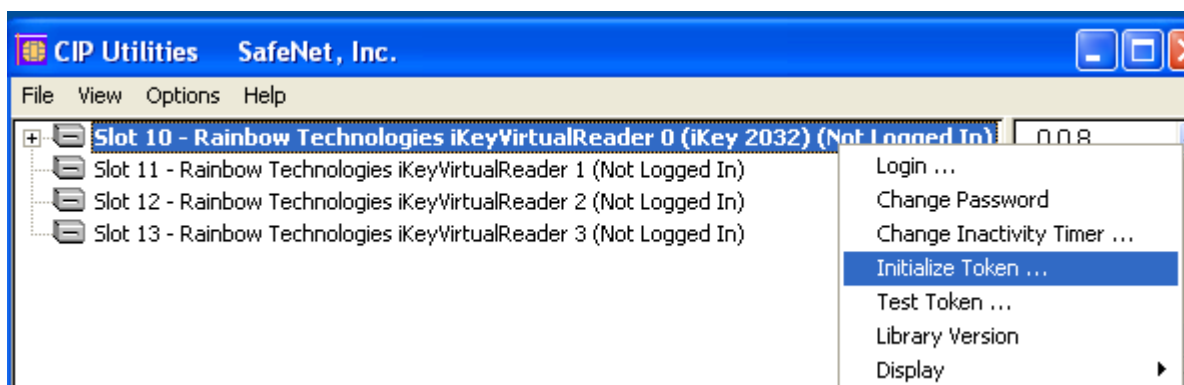 CIP Utilities SafeNet, Inc.
File View Options Help
Slot 10 - Rainbow Technologies iKeyVirtualReader 0 (iKey 2032) (Not Logged In)
Slot 11 - Rainbow Technologies iKeyVirtualReader 1 (Not Logged In)
Slot 12 - Rainbow Technologies iKeyVirtualReader 2 (Not Logged In)
Slot 13 - Rainbow Technologies iKeyVirtualReader 3 (Not Logged In)
Login ...
Change Password
Change Inactivity Timer ...
Initialize Token ...
Test Token ...
Library Version
Display